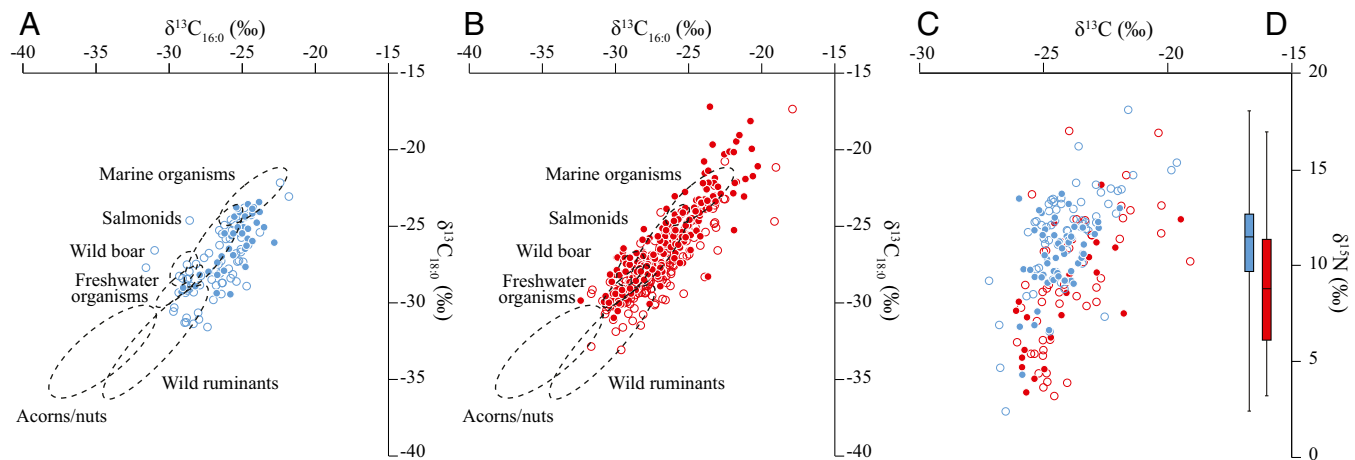 A
δ13C16:0 (‰)
-35 -30 -25 -20 -15
-15
-20
-25
-30
-35
-40
δ13C18:0 (‰)
Marine organisms
Salmonids
Wild boar
Freshwater
organisms
Wild ruminants
Acorns/nuts
B
δ13C16:0 (‰)
-35 -30 -25 -20 -15
-15
-20
-25
-30
-35
-40
δ13C18:0 (‰)
Marine organisms
Salmonids
Wild boar
Freshwater
organisms
Wild ruminants
Acorns/nuts
C
δ13C (‰)
D
-30 -25 -20 -15
20
15
10
5
0
δ15N (‰)